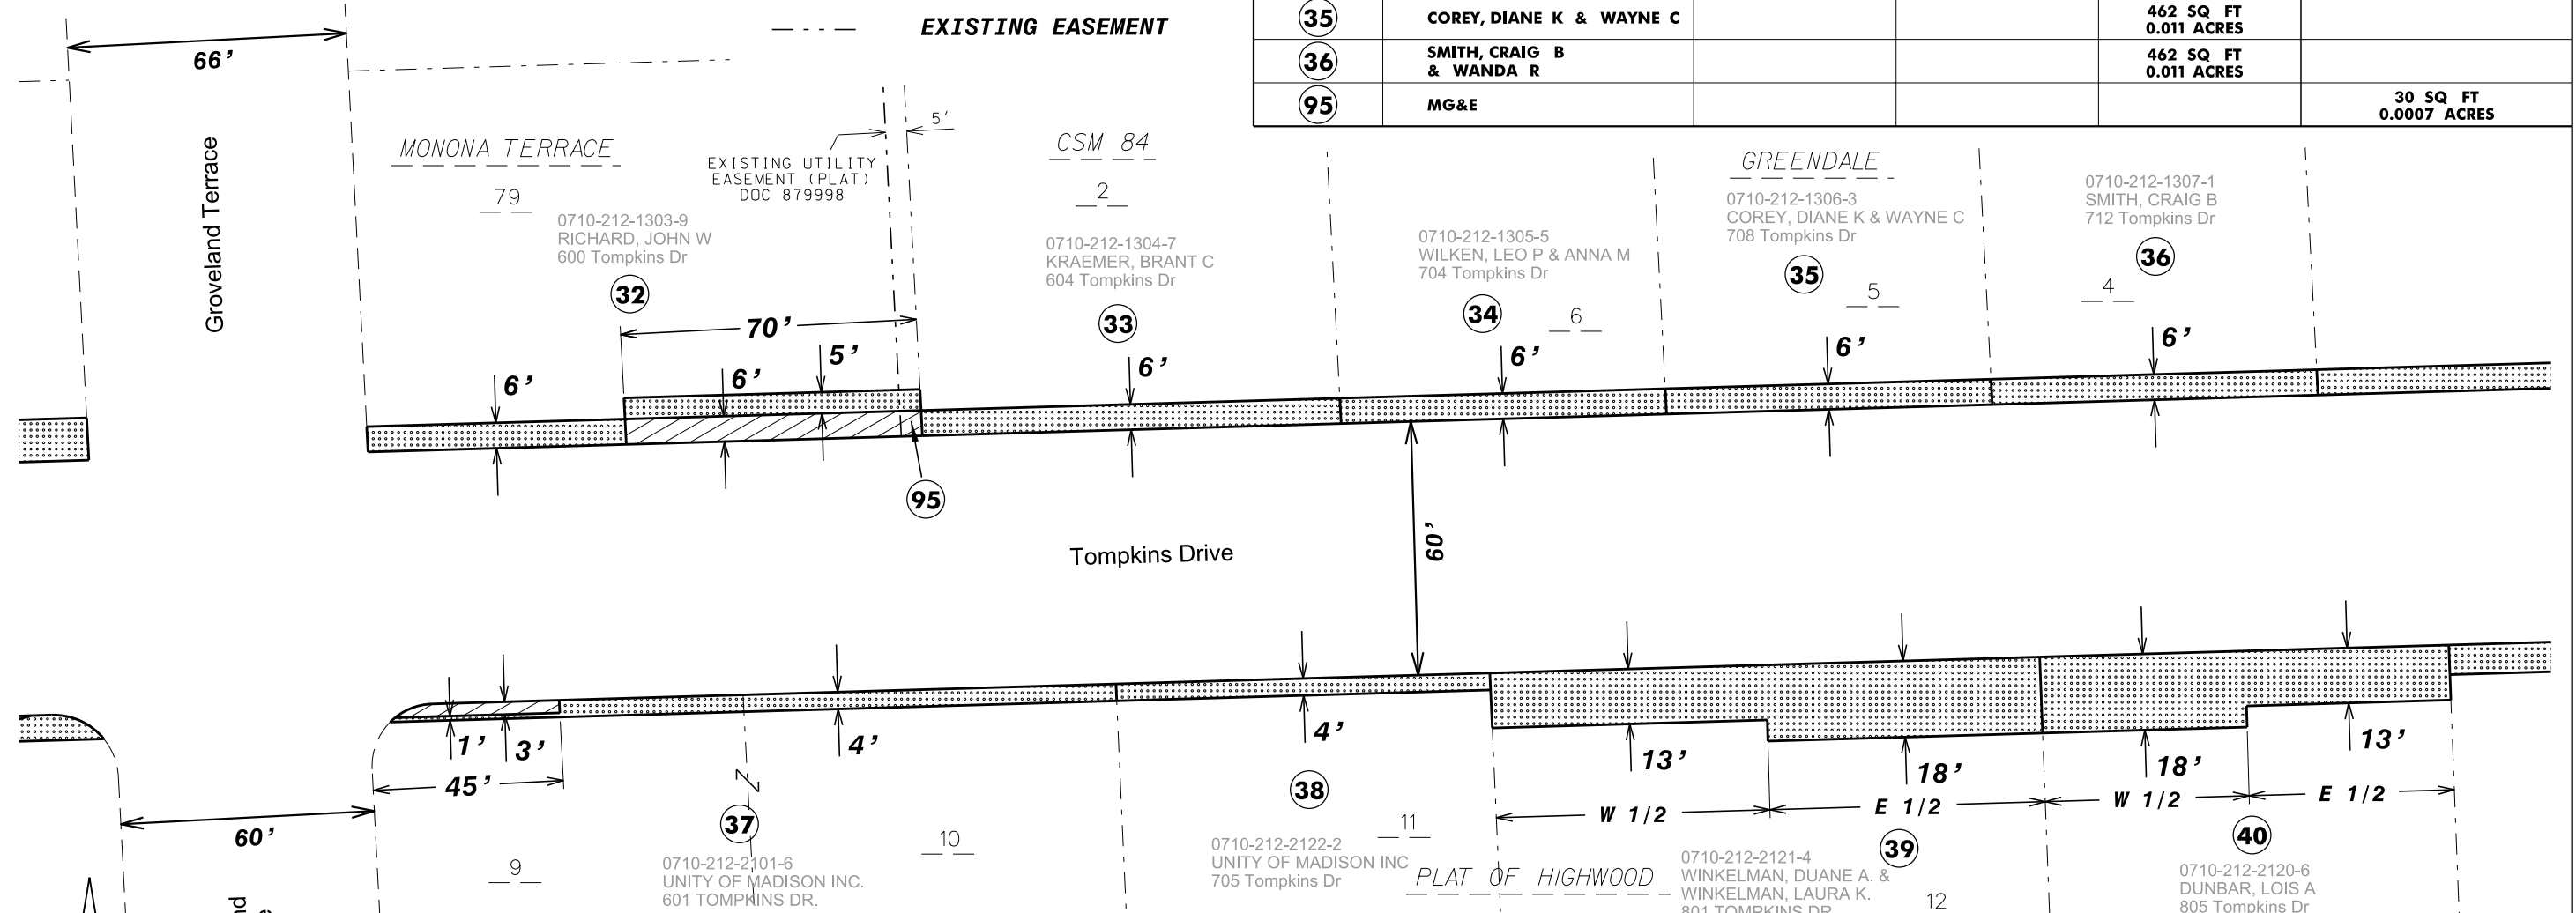 EXISTING EASEMENT
35 COREY, DIANE K & WAYNE C 462 SQ FT
0.011 ACRES
36 SMITH, CRAIG B
& WANDA R
462 SQ FT
0.011 ACRES
95 MG&E 30 SQ FT
0.0007 ACRES
66'
Groveland Terrace
MONONA TERRACE
79
0710-212-1303-9
RICHARD, JOHN W
600 Tompkins Dr
32
EXISTING UTILITY
EASEMENT (PLAT)
DOC 879998
5'
CSM 84
2
0710-212-1304-7
KRAEMER, BRANT C
604 Tompkins Dr
33
0710-212-1305-5
WILKEN, LEO P & ANNA M
704 Tompkins Dr
34
6
GREENDALE
0710-212-1306-3
COREY, DIANE K & WAYNE C
708 Tompkins Dr
35
5
0710-212-1307-1
SMITH, CRAIG B
712 Tompkins Dr
36
4
70'
6'
6'
5'
6'
6'
6'
6'
95
Tompkins Drive
60'
1'
3'
4'
4'
13'
18'
18'
13'
45'
60'
W 1/2
E 1/2
W 1/2
E 1/2
9
37
Z
0710-212-2101-6
UNITY OF MADISON INC.
601 TOMPKINS DR.
10
38
0710-212-2122-2
UNITY OF MADISON INC
705 Tompkins Dr
11
PLAT OF HIGHWOOD
39
0710-212-2121-4
WINKELMAN, DUANE A. &
WINKELMAN, LAURA K.
801 TOMPKINS DR
12
40
0710-212-2120-6
DUNBAR, LOIS A
805 Tompkins Dr